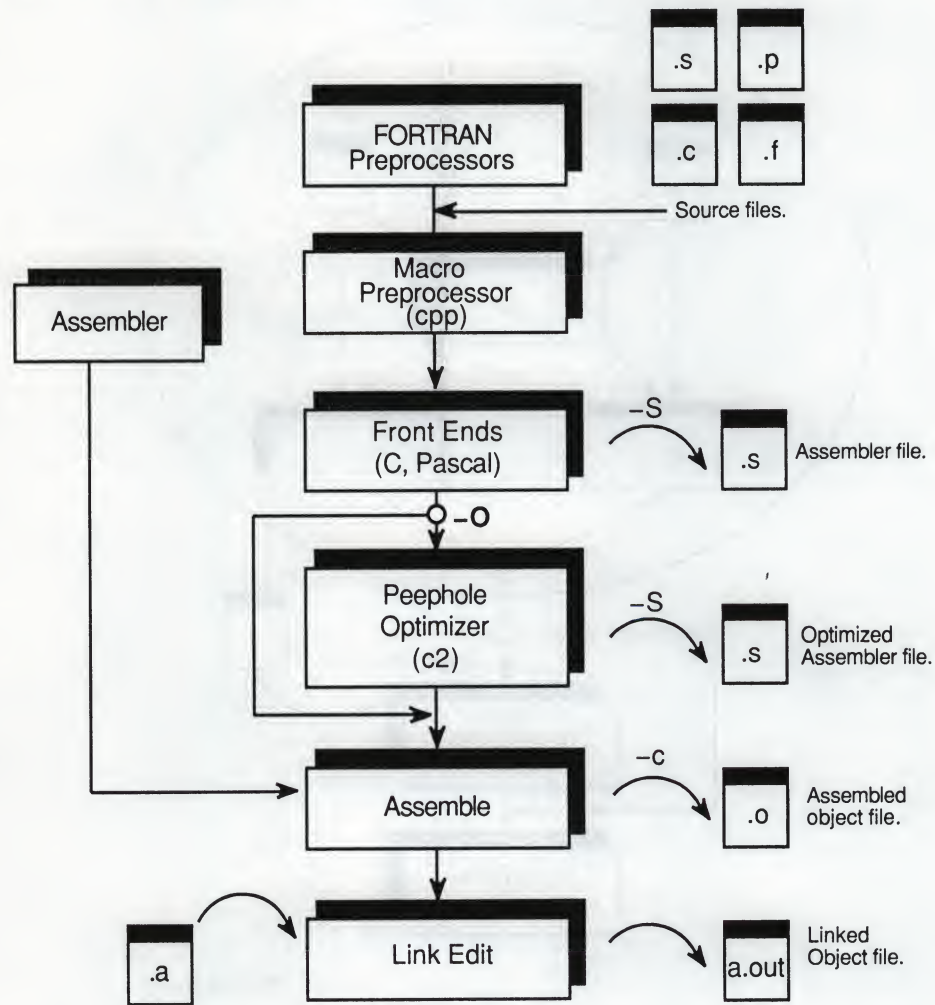 .s .p
.c .f
FORTRAN
Preprocessors
Source files.
Macro
Preprocessor
(cpp)
Assembler
Front Ends
(C, Pascal)
–S
.s
Assembler file.
–O
Peephole
Optimizer
(c2)
–S
.s
Optimized
Assembler file.
Assemble
–c
.o
Assembled
object file.
.a
Link Edit
a.out
Linked
Object file.